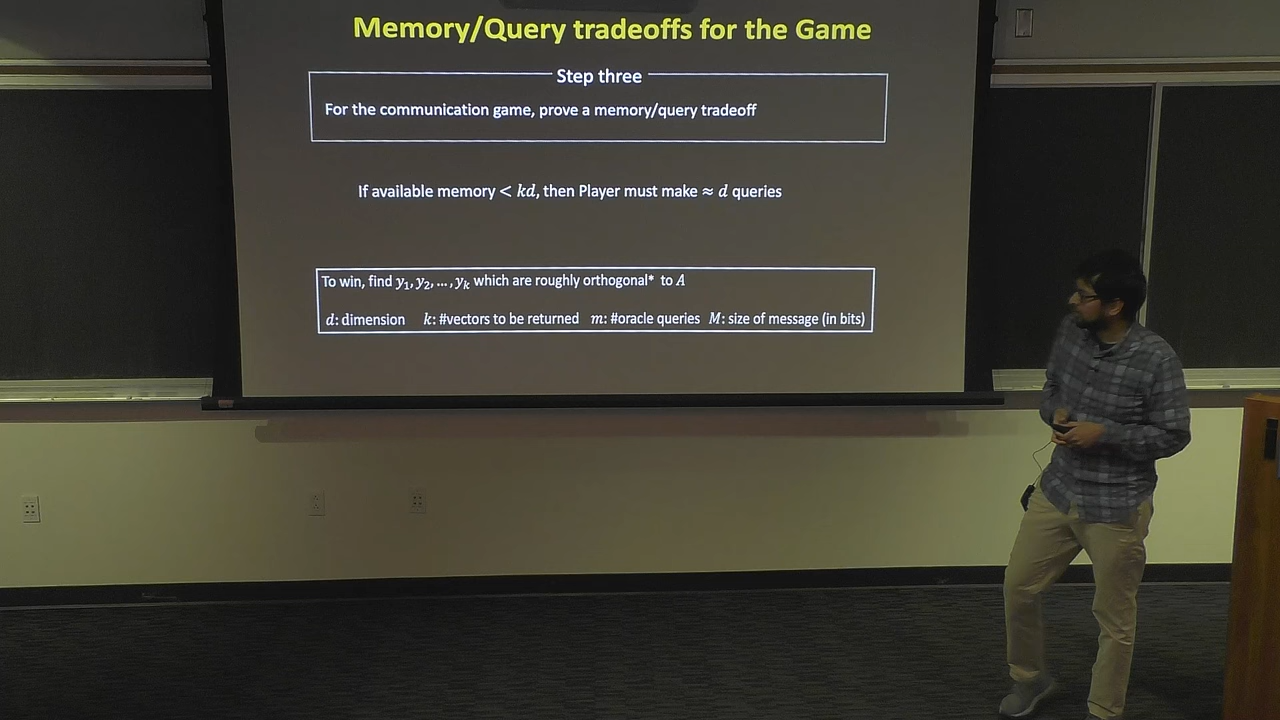 Memory/Query tradeoffs for the Game
Step three
For the communication game, prove a memory/query tradeoff
If available memory < kd, then Player must make ≈ d queries
To win, find y₁, y₂, …, yₖ which are roughly orthogonal* to A
d: dimension k: #vectors to be returned m: #oracle queries M: size of message (in bits)